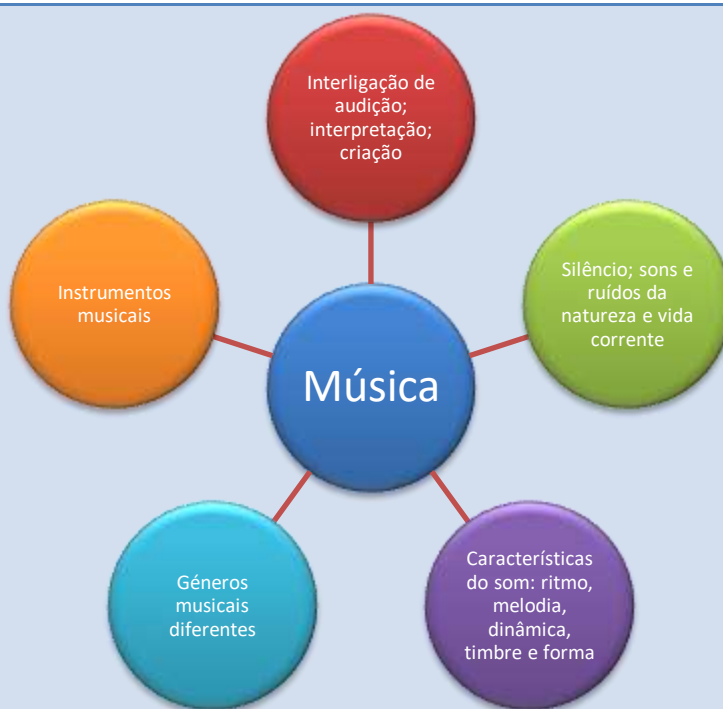 Interligação de
audição;
interpretação;
criação
Instrumentos
musicais
Silêncio; sons e
ruídos da
natureza e vida
corrente
Música
Géneros
musicais
diferentes
Características
do som: ritmo,
melodia,
dinâmica,
timbre e forma